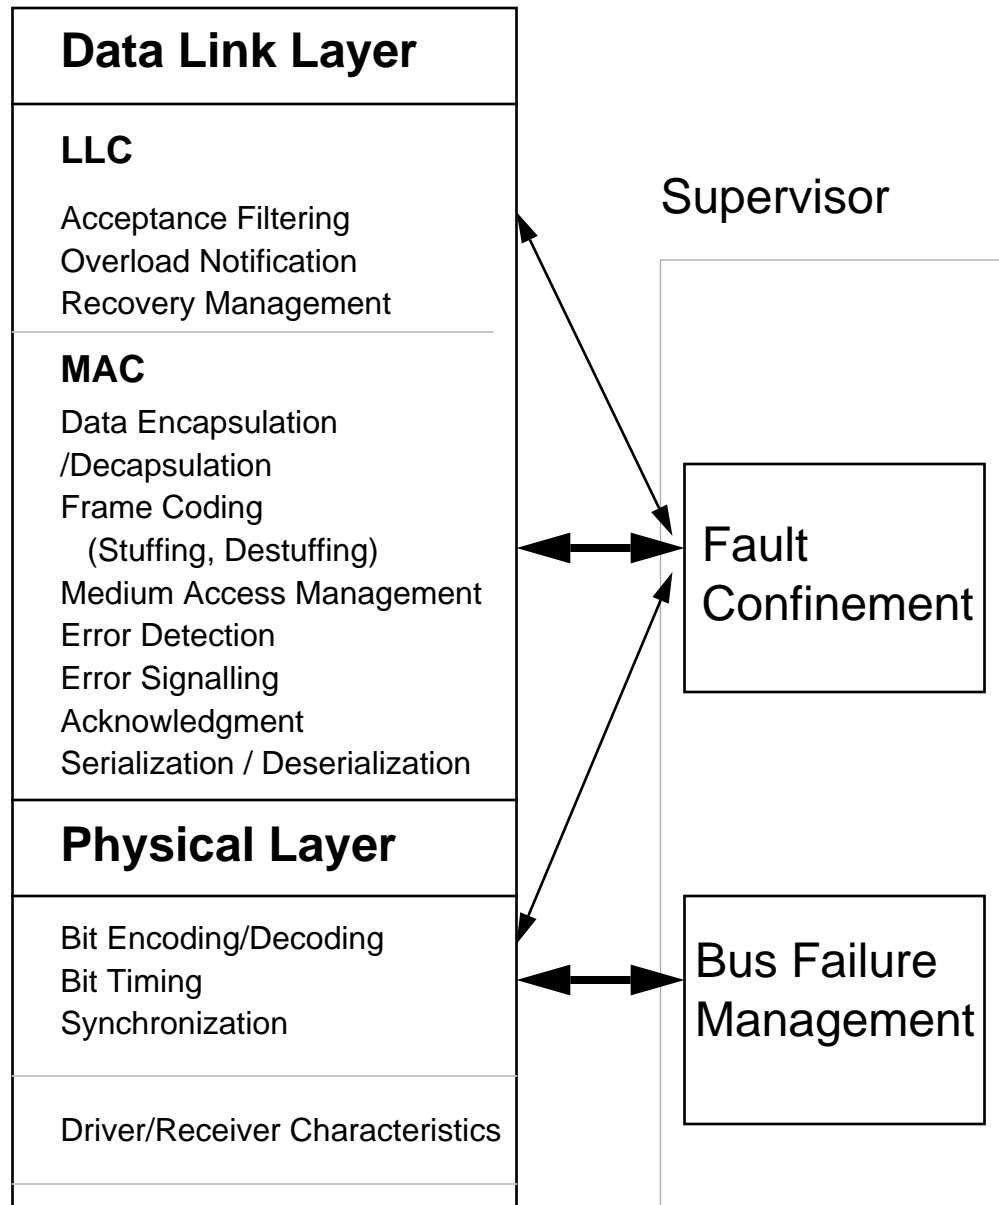 Data Link Layer
LLC
Acceptance Filtering
Overload Notification
Recovery Management
MAC
Data Encapsulation
/Decapsulation
Frame Coding
(Stuffing, Destuffing)
Medium Access Management
Error Detection
Error Signalling
Acknowledgment
Serialization / Deserialization
Physical Layer
Bit Encoding/Decoding
Bit Timing
Synchronization
Driver/Receiver Characteristics
Supervisor
Fault
Confinement
Bus Failure
Management